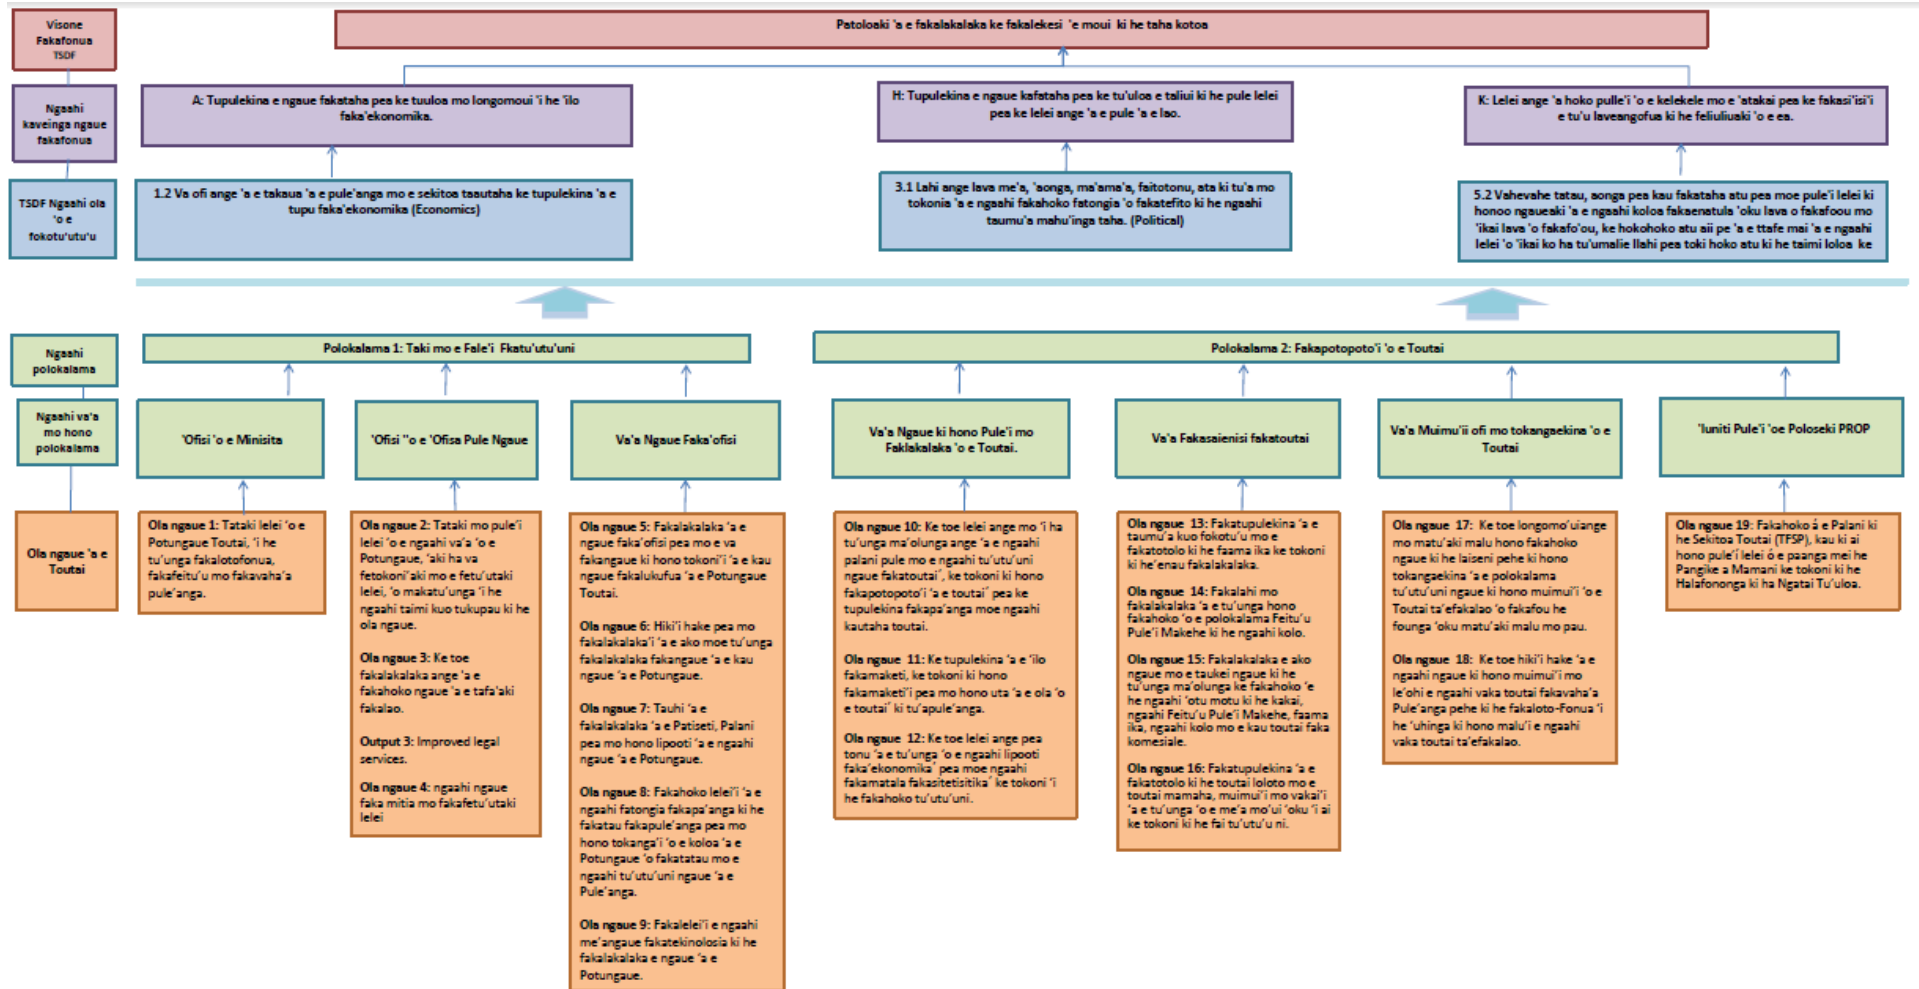 Visone
Fakafonua
TSDF
Patoloaki 'a e fakalakalaka ke fakalekesi 'e moui ki he taha kotoa
Ngaahi
kaveinga ngaue
fakafonua
A: Tupulekina e ngaue fakataha pea ke tuuloa mo longomoui 'i he 'ilo
faka'ekonomika.
H: Tupulekina e ngaue kafataha pea ke tu'uloa e taliui ki he pule lelei
pea ke lelei ange 'a e pule 'a e lao.
K: Lelei ange 'a hoko pulle'i 'o e kelekele mo e 'atakai pea ke fakasi'isi'i
e tu'u laveangofua ki he feliuliuaki 'o e ea.
TSDF Ngaahi ola
'o e
fokotu'utu'u
1.2 Va ofi ange 'a e takaua 'a e pule'anga mo e sekitoa taautaha ke tupulekina 'a e
tupu faka'ekonomika (Economics)
3.1 Lahi ange lava me'a, 'aonga, ma'ama'a, faitotonu, ata ki tu'a mo
tokonia 'a e ngaahi fakahoko fatongia 'o fakatefito ki he ngaahi
taumu'a mahu'inga taha. (Political)
5.2 Vahevahe tatau, aonga pea kau fakataha atu pea moe pule'i lelei ki
honoo ngaueaki 'a e ngaahi koloa fakaenatula 'oku lava o fakafoou mo
'ikai lava 'o fakafo'ou, ke hokohoko atu aii pe 'a e ttafe mai 'a e ngaahi
lelei 'o 'ikai ko ha tu'umalie llahi pea toki hoko atu ki he taimi loloa ke
Ngaahi
polokalama
Polokalama 1: Taki mo e Fale'i Fkatu'utu'uni
Polokalama 2: Fakapotopoto'i 'o e Toutai
Ngaahi va'a
mo hono
polokalama
'Ofisi 'o e Minisita
'Ofisi "o e 'Ofisa Pule Ngaue
Va'a Ngaue Faka'ofisi
Va'a Ngaue ki hono Pule'i mo
Faklakalaka 'o e Toutai.
Va'a Fakasaienisi fakatoutai
Va'a Muimu'ii ofi mo tokangaekina 'o e
Toutai
'Iuniti Pule'i 'oe Poloseki PROP
Ola ngaue 'a e
Toutai
Ola ngaue 1: Tataki lelei 'o e
Potungaue Toutai, 'i he
tu'unga fakalotofonua,
fakafeitu'u mo fakavaha'a
pule'anga.
Ola ngaue 2: Tataki mo pule'i
lelei 'o e ngaahi va'a 'o e
Potungaue, 'aki ha va
fetokoni'aki mo e fetu'utaki
lelei, 'o makatu'unga 'i he
ngaahi taimi kuo tukupau ki he
ola ngaue.
Ola ngaue 3: Ke toe
fakalakalaka ange 'a e
fakahoko ngaue 'a e tafa'aki
fakalao.
Output 3: Improved legal
services.
Ola ngaue 4: ngaahi ngaue
faka mitia mo fakafetu'utaki
lelei
Ola ngaue 5: Fakalakalaka 'a e
ngaue faka'ofisi pea mo e va
fakangaue ki hono tokoni'i 'a e kau
ngaue fakalukufua 'a e Potungaue
Toutai.
Ola ngaue 6: Hiki'i hake pea mo
fakalakalaka'i 'a e ako moe tu'unga
fakalakalaka fakangaue 'a e kau
ngaue 'a e Potungaue.
Ola ngaue 7: Tauhi 'a e
fakalakalaka 'a e Patiseti, Palani
pea mo hono lipooti 'a e ngaahi
ngaue 'a e Potungaue.
Ola ngaue 8: Fakahoko lelei'i 'a e
ngaahi fatongia fakapa'anga ki he
fakatau fakapule'anga pea mo
hono tokanga'i 'o e koloa 'a e
Potungaue 'o fakatatau mo e
ngaahi tu'utu'uni ngaue 'a e
Pule'anga.
Ola ngaue 9: Fakalelei'i e ngaahi
me'angaue fakatekinolosia ki he
fakalakalaka e ngaue 'a e
Potungaue.
Ola ngaue 10: Ke toe lelei ange mo 'i ha
tu'unga ma'olunga ange 'a e ngaahi
palani pule mo e ngaahi tu'utu'uni
ngaue fakatoutai´, ke tokoni ki hono
fakapotopoto'i 'a e toutai´ pea ke
tupulekina fakapa'anga moe ngaahi
kautaha toutai.
Ola ngaue 11: Ke tupulekina 'a e 'ilo
fakamaketi, ke tokoni ki hono
fakamaketi'i pea mo hono uta 'a e ola 'o
e toutai´ ki tu'apule'anga.
Ola ngaue 12: Ke toe lelei ange pea
tonu 'a e tu'unga 'o e ngaahi lipooti
faka'ekonomika´ pea moe ngaahi
fakamatala fakasitetisitika´ ke tokoni 'i
he fakahoko tu'utu'uni.
Ola ngaue 13: Fakatupulekina 'a e
taumu'a kuo fokotu'u mo e
fakatotolo ki he faama ika ke tokoni
ki he'enau fakalakalaka.
Ola ngaue 14: Fakalahi mo
fakalakalaka 'a e tu'unga hono
fakahoko 'o e polokalama Feitu'u
Pule'i Makehe ki he ngaahi kolo.
Ola ngaue 15: Fakalakalaka e ako
ngaue mo e taukei ngaue ki he
tu'unga ma'olunga ke fakahoko 'e
he ngaahi 'otu motu ki he kakai,
ngaahi Feitu'u Pule'i Makehe, faama
ika, ngaahi kolo mo e kau toutai faka
komesiale.
Ola ngaue 16: Fakatupulekina 'a e
fakatotolo ki he toutai loloto mo e
toutai mamaha, muimui'i mo vakai'i
'a e tu'unga 'o e me'a mo'ui 'oku 'i ai
ke tokoni ki he fai tu'utu'u ni.
Ola ngaue 17: Ke toe longomo'uiange
mo matu'aki malu hono fakahoko
ngaue ki he laiseni pehe ki hono
tokangaekina 'a e polokalama
tu'utu'uni ngaue ki hono muimui'i 'o e
Toutai ta'efakalao 'o fakafou he
founga 'oku matu'aki malu mo pau.
Ola ngaue 18: Ke toe hiki'i hake 'a e
ngaahi ngaue ki hono muimui'i mo
le'ohi e ngaahi vaka toutai fakavaha'a
Pule'anga pehe ki he fakaloto-Fonua 'i
he 'uhinga ki hono malu'i e ngaahi
vaka toutai ta'efakalao.
Ola ngaue 19: Fakahoko á e Palani ki
he Sekitoa Toutai (TFSP), kau ki ai
hono pule'í lelei ó e paanga mei he
Pangike a Mamani ke tokoni ki he
Halafononga ki ha Ngatai Tu'uloa.